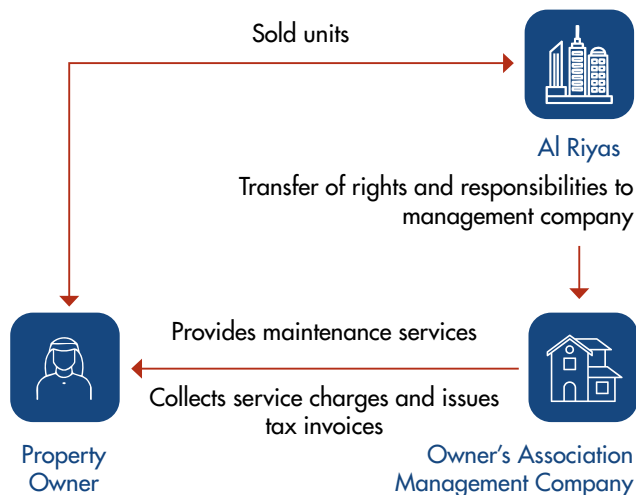 Sold units
Al Riyas
Transfer of rights and responsibilities to
management company
Provides maintenance services
Collects service charges and issues
tax invoices
Property
Owner
Owner's Association
Management Company